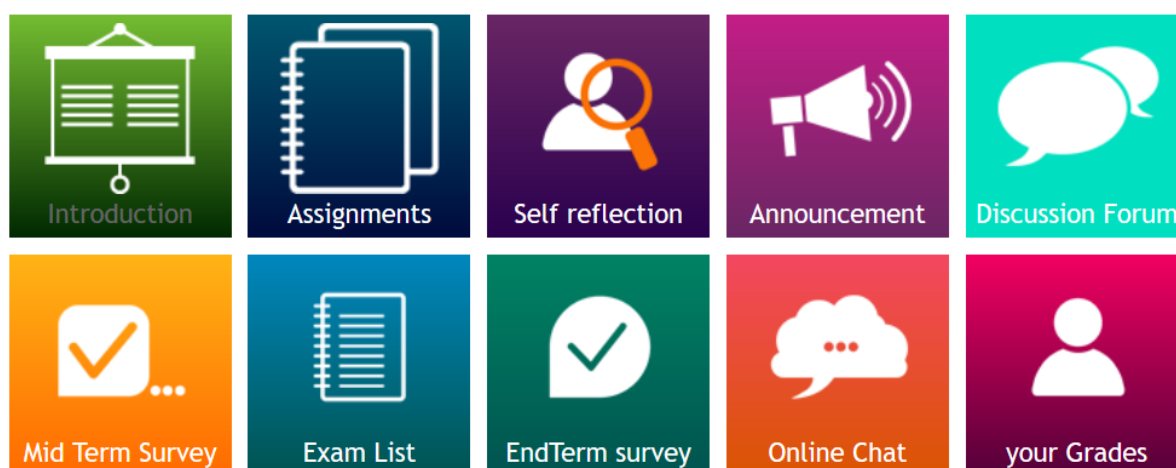 Introduction
Assignments
Self reflection
Announcement
Discussion Forum
Mid Term Survey
Exam List
EndTerm survey
Online Chat
your Grades